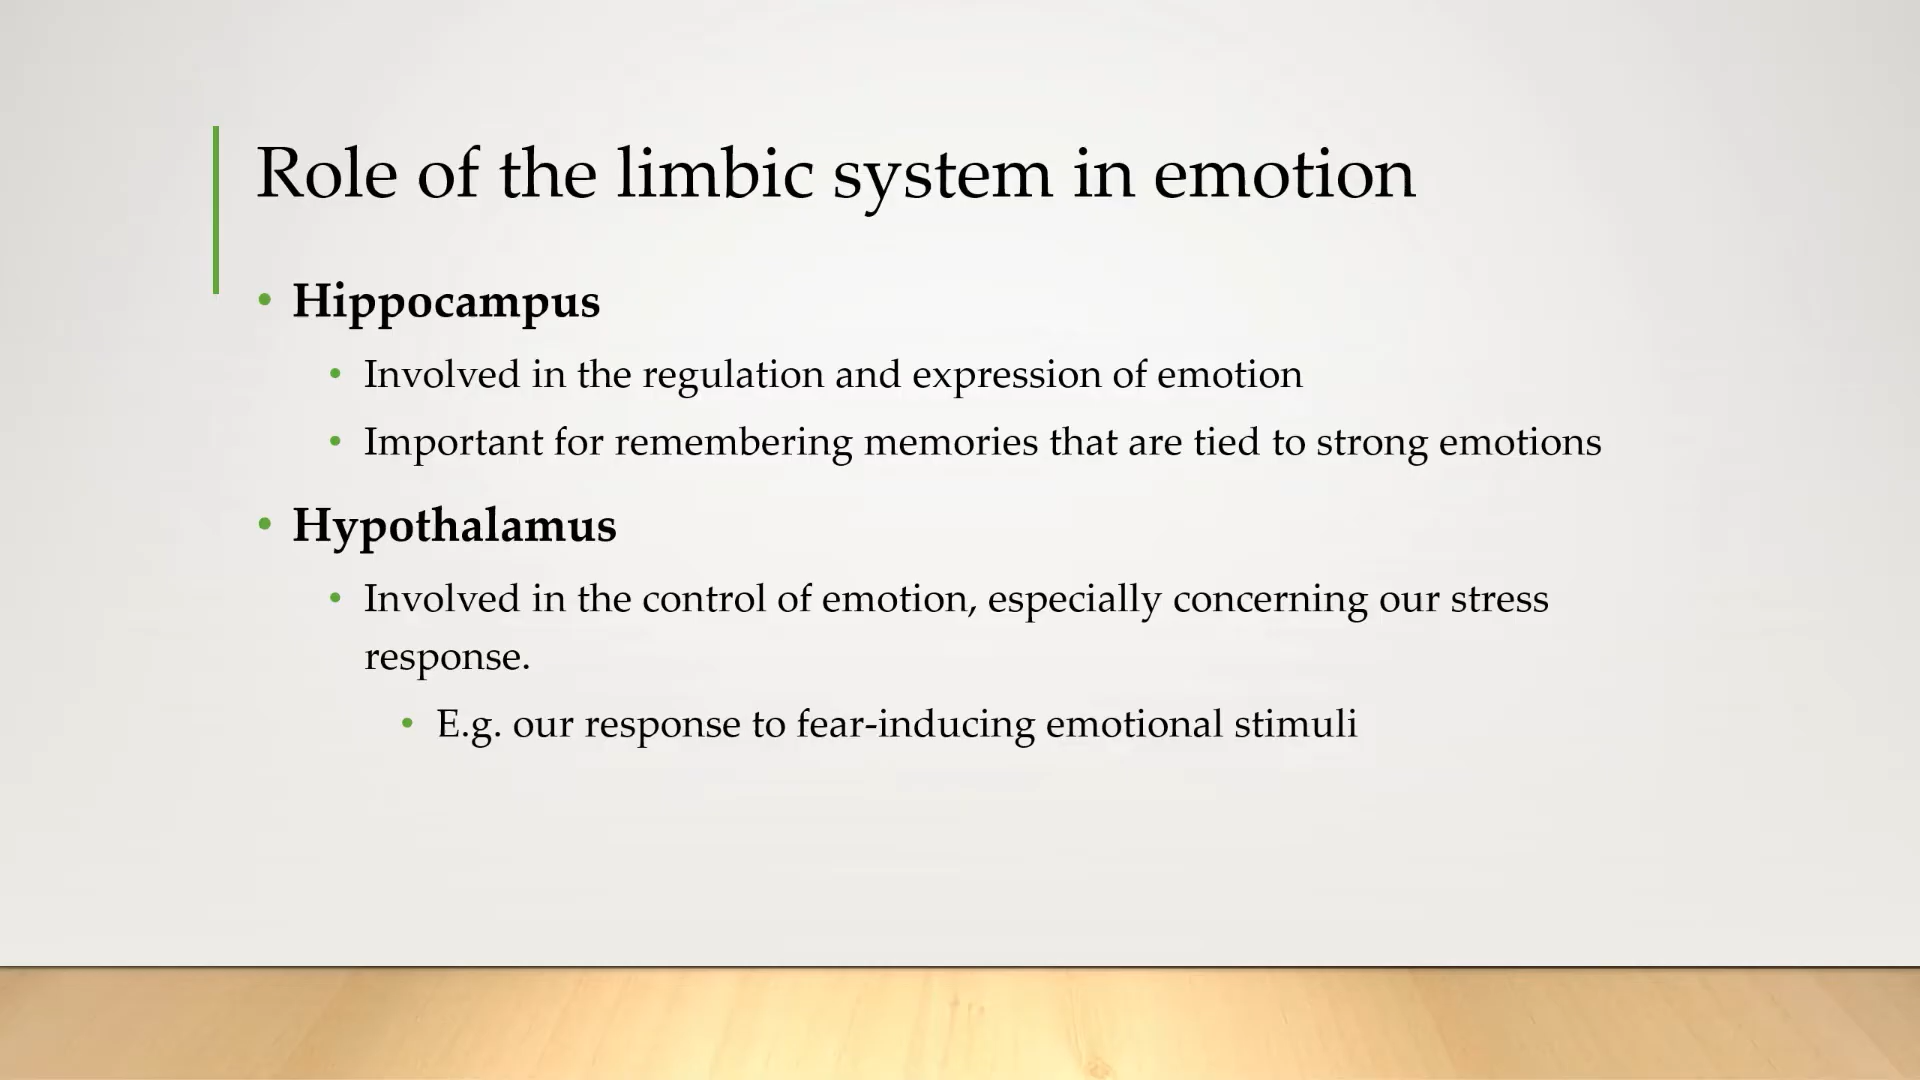 Role of the limbic system in emotion
• Hippocampus
• Involved in the regulation and expression of emotion
• Important for remembering memories that are tied to strong emotions
• Hypothalamus
• Involved in the control of emotion, especially concerning our stress
response.
• E.g. our response to fear-inducing emotional stimuli